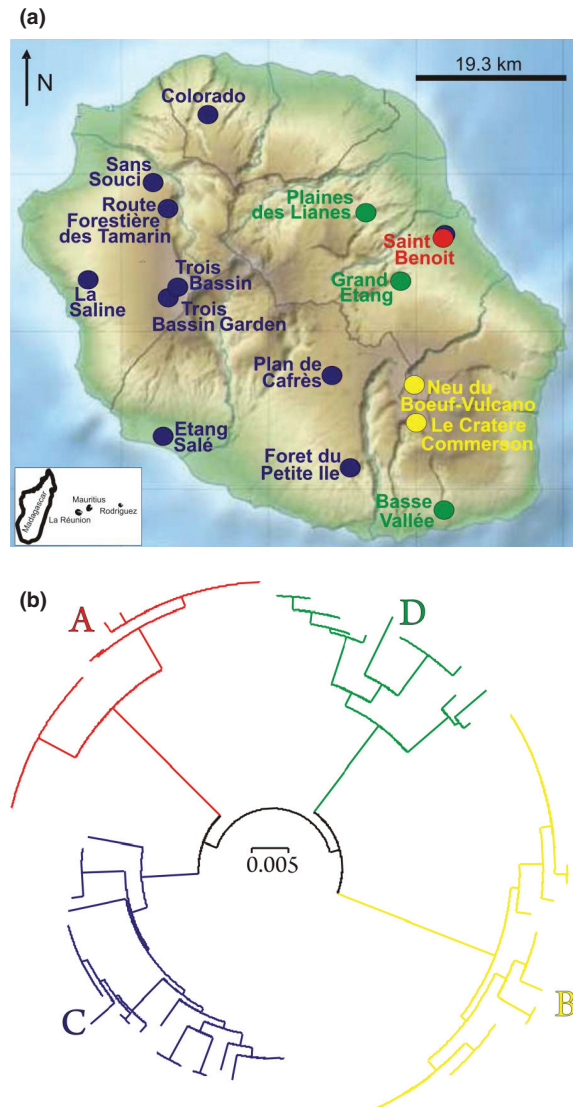 (a)
N
19.3 km
Colorado
Sans
Souci
Route
Forestière
des Tamarin
Plaines
des Lianes
Saint
Benoit
Grand
Etang
La
Saline
Trois
Bassin
Trois
Bassin Garden
Plan de
Cafrès
Neu du
Boeuf-Vulcano
Le Cratere
Commerson
Etang
Salé
Foret du
Petite Ile
Basse
Vallée
Madagascar
Mauritius
La Réunion
Rodriguez
(b)
A
D
0.005
C
B